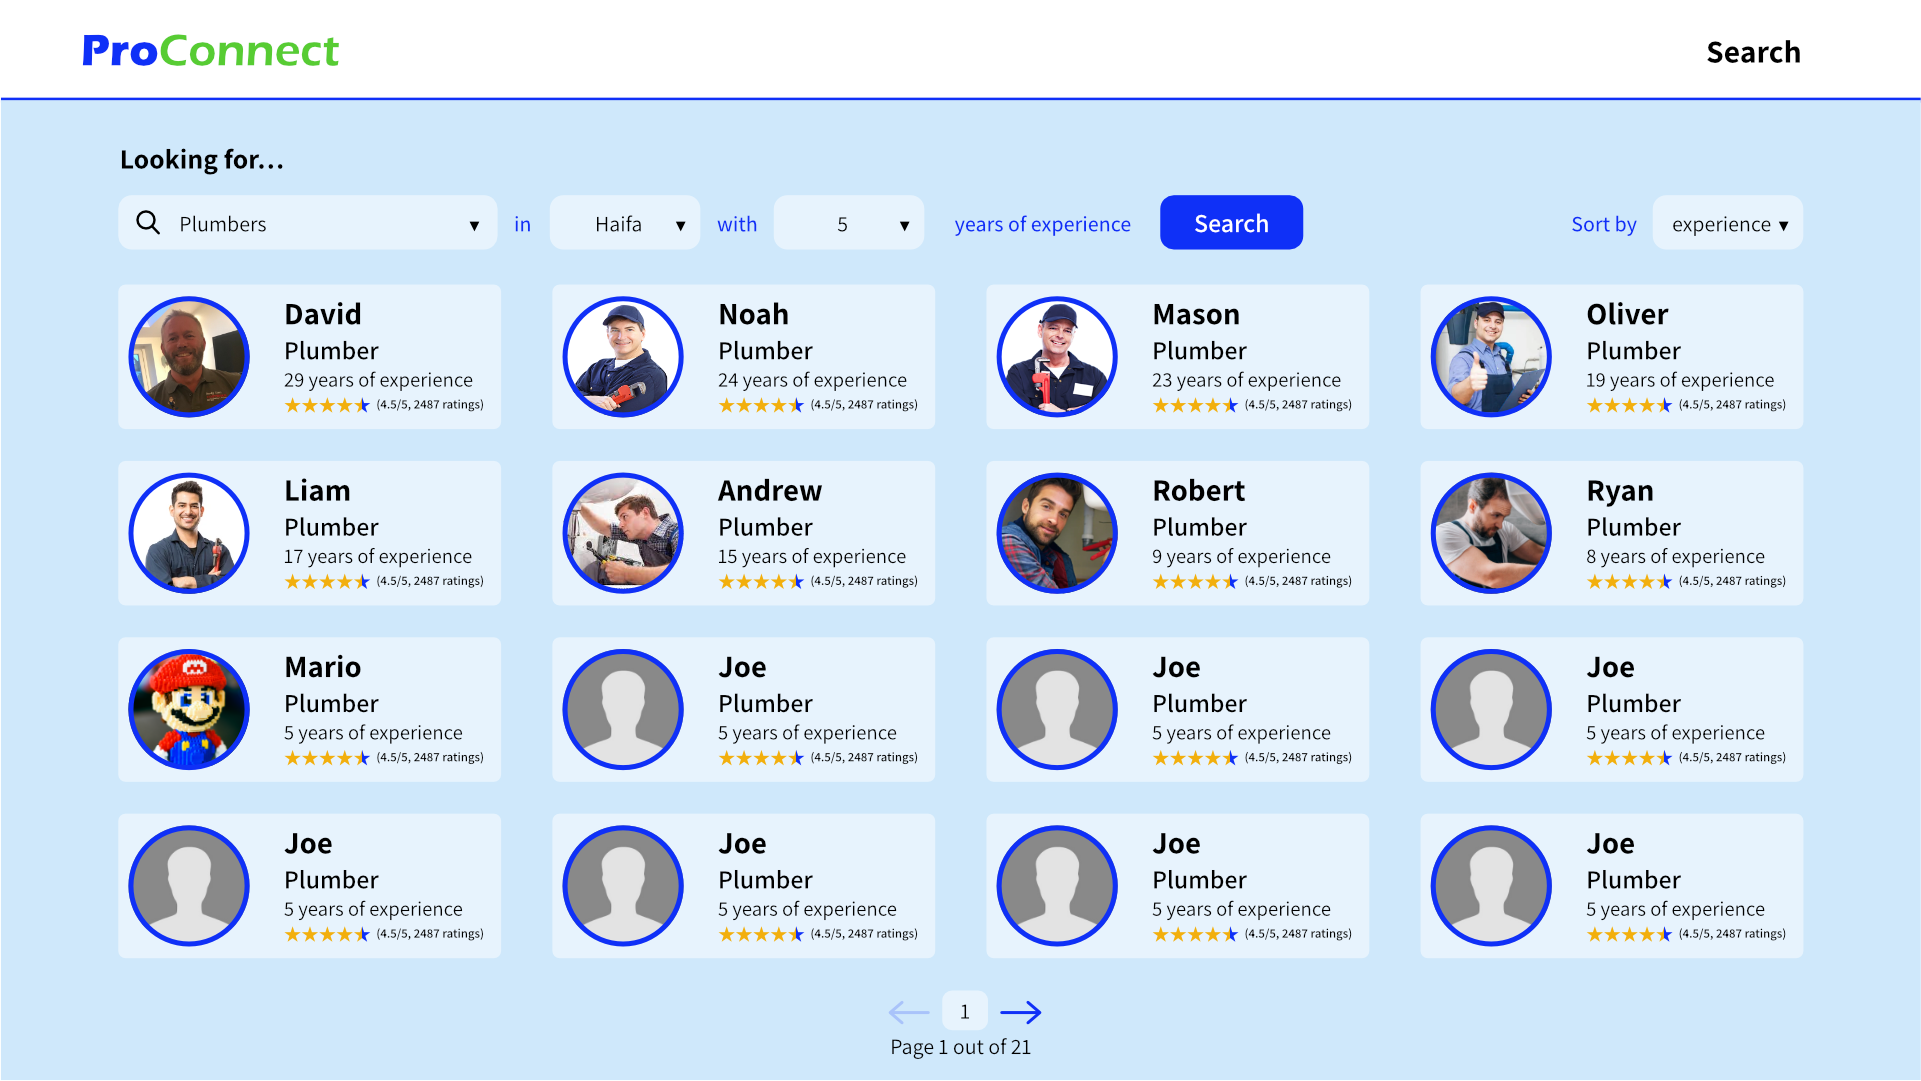 ProConnect
Search
Looking for...
Plumbers ▾ in Haifa ▾ with 5 ▾ years of experience Search Sort by experience ▾
David
Plumber
29 years of experience
(4.5/5, 2487 ratings)
Noah
Plumber
24 years of experience
(4.5/5, 2487 ratings)
Mason
Plumber
23 years of experience
(4.5/5, 2487 ratings)
Oliver
Plumber
19 years of experience
(4.5/5, 2487 ratings)
Liam
Plumber
17 years of experience
(4.5/5, 2487 ratings)
Andrew
Plumber
15 years of experience
(4.5/5, 2487 ratings)
Robert
Plumber
9 years of experience
(4.5/5, 2487 ratings)
Ryan
Plumber
8 years of experience
(4.5/5, 2487 ratings)
Mario
Plumber
5 years of experience
(4.5/5, 2487 ratings)
Joe
Plumber
5 years of experience
(4.5/5, 2487 ratings)
Joe
Plumber
5 years of experience
(4.5/5, 2487 ratings)
Joe
Plumber
5 years of experience
(4.5/5, 2487 ratings)
Joe
Plumber
5 years of experience
(4.5/5, 2487 ratings)
Joe
Plumber
5 years of experience
(4.5/5, 2487 ratings)
Joe
Plumber
5 years of experience
(4.5/5, 2487 ratings)
Joe
Plumber
5 years of experience
(4.5/5, 2487 ratings)
1
Page 1 out of 21